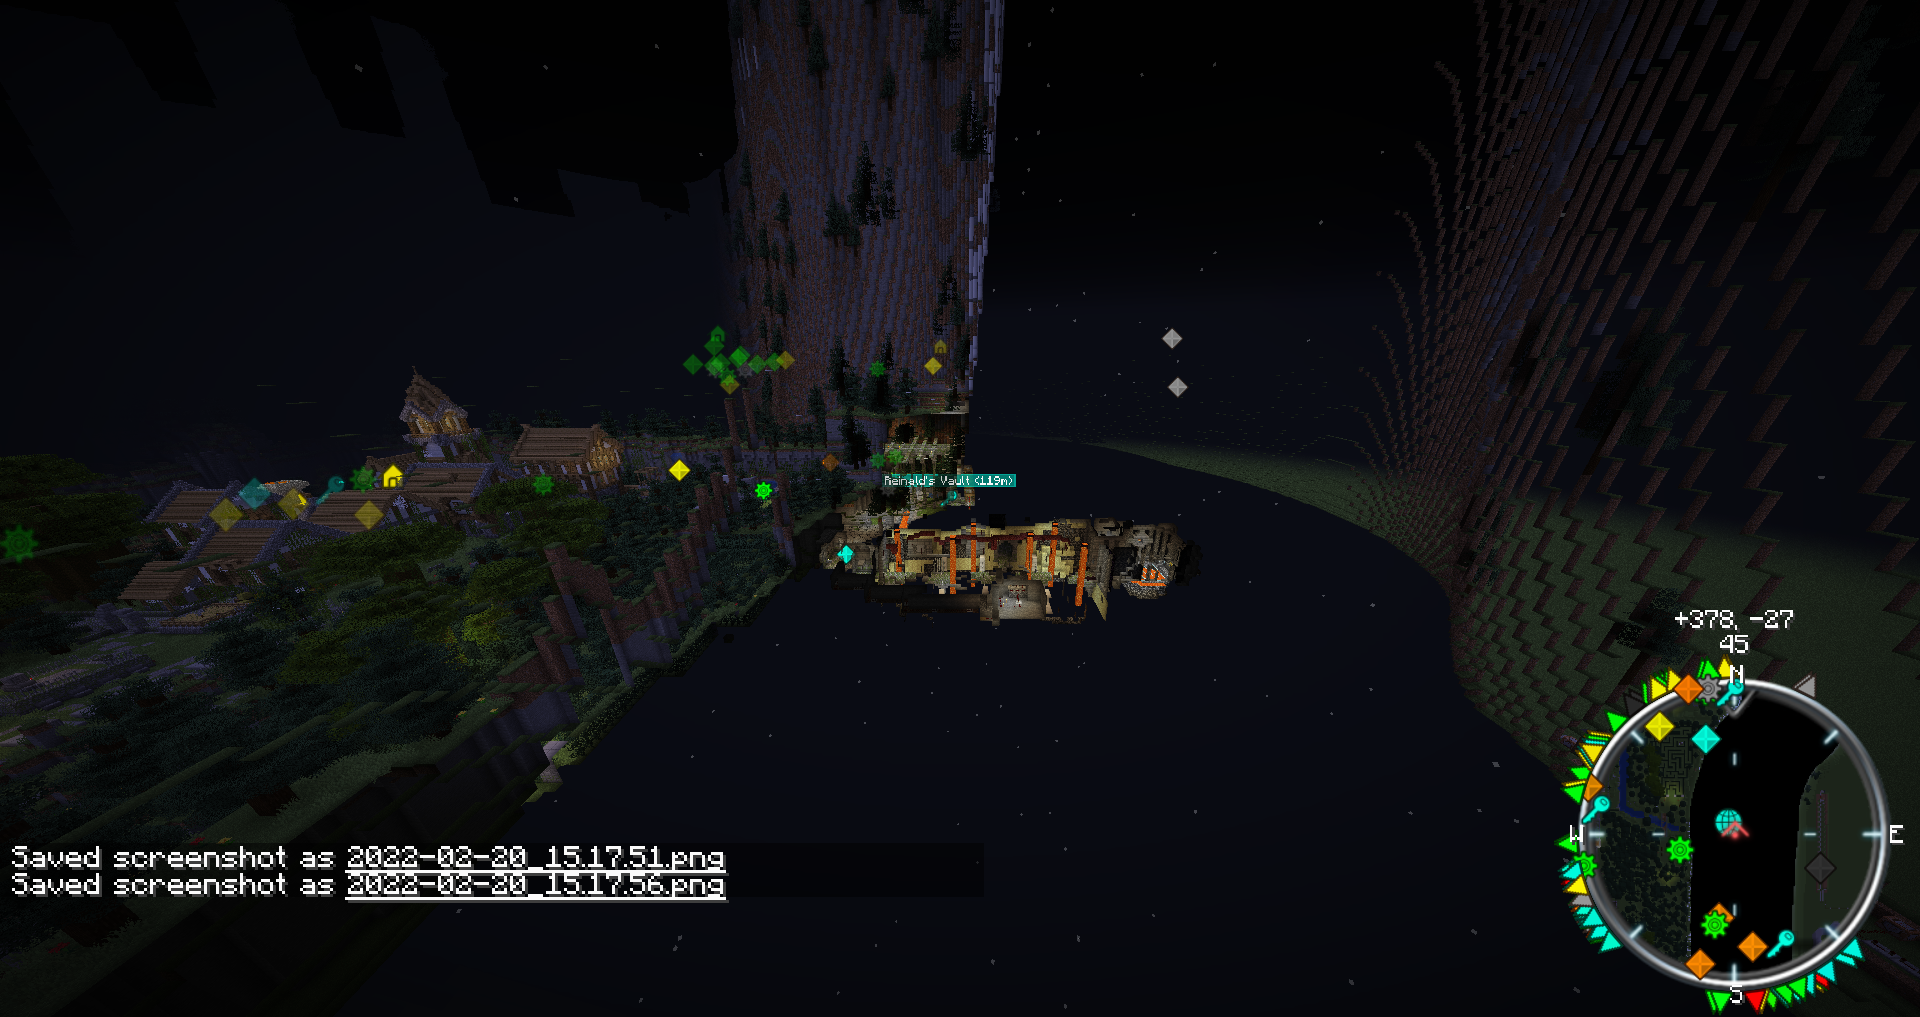 Reinald's Vault (119m)
+378, -27
45
N
W
E
Saved screenshot as 2022-02-20_15.17.51.png
Saved screenshot as 2022-02-20_15.17.56.png
S